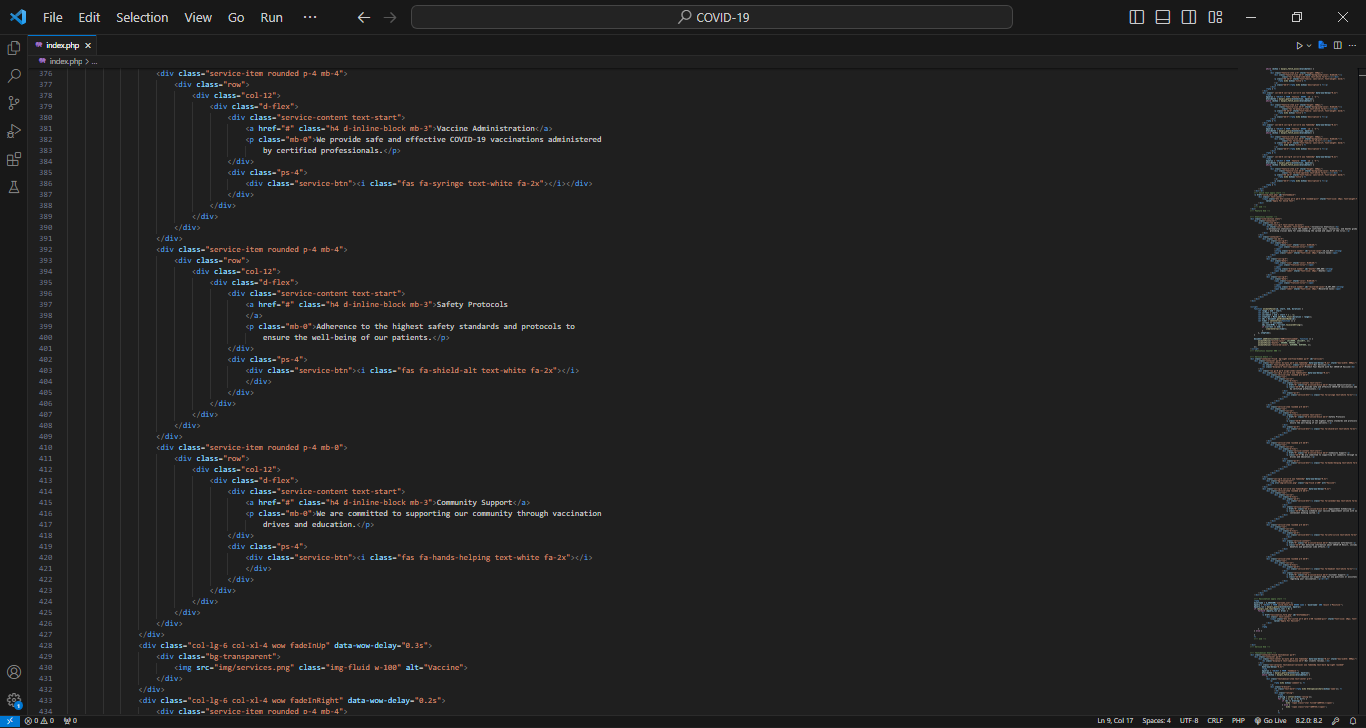 File Edit Selection View Go Run ··· COVID-19
index.php
index.php > ...
376 <div class="service-item rounded p-4 mb-4">
377 <div class="row">
378 <div class="col-12">
379 <div class="d-flex">
380 <div class="service-content text-start">
381 <a href="#" class="h4 d-inline-block mb-3">Vaccine Administration</a>
382 <p class="mb-0">We provide safe and effective COVID-19 vaccinations administered
383 by certified professionals.</p>
384 </div>
385 <div class="ps-4">
386 <div class="service-btn"><i class="fas fa-syringe text-white fa-2x"></i></div>
387 </div>
388 </div>
389 </div>
390 </div>
391 </div>
392 <div class="service-item rounded p-4 mb-4">
393 <div class="row">
394 <div class="col-12">
395 <div class="d-flex">
396 <div class="service-content text-start">
397 <a href="#" class="h4 d-inline-block mb-3">Safety Protocols
398 </a>
399 <p class="mb-0">Adherence to the highest safety standards and protocols to
400 ensure the well-being of our patients.</p>
401 </div>
402 <div class="ps-4">
403 <div class="service-btn"><i class="fas fa-shield-alt text-white fa-2x"></i>
404 </div>
405 </div>
406 </div>
407 </div>
408 </div>
409 </div>
410 <div class="service-item rounded p-4 mb-0">
411 <div class="row">
412 <div class="col-12">
413 <div class="d-flex">
414 <div class="service-content text-start">
415 <a href="#" class="h4 d-inline-block mb-3">Community Support</a>
416 <p class="mb-0">We are committed to supporting our community through vaccination
417 drives and education.</p>
418 </div>
419 <div class="ps-4">
420 <div class="service-btn"><i class="fas fa-hands-helping text-white fa-2x"></i>
421 </div>
422 </div>
423 </div>
424 </div>
425 </div>
426 </div>
427 </div>
428 <div class="col-lg-6 col-xl-4 wow fadeInUp" data-wow-delay="0.3s">
429 <div class="bg-transparent">
430 <img src="img/services.png" class="img-fluid w-100" alt="Vaccine">
431 </div>
432 </div>
433 <div class="col-lg-6 col-xl-4 wow fadeInRight" data-wow-delay="0.2s">
434 <div class="service-item rounded p-4 mb-4">
0 0 0 Ln 9, Col 17 Spaces: 4 UTF-8 CRLF PHP Go Live 8.2.0: 8.2